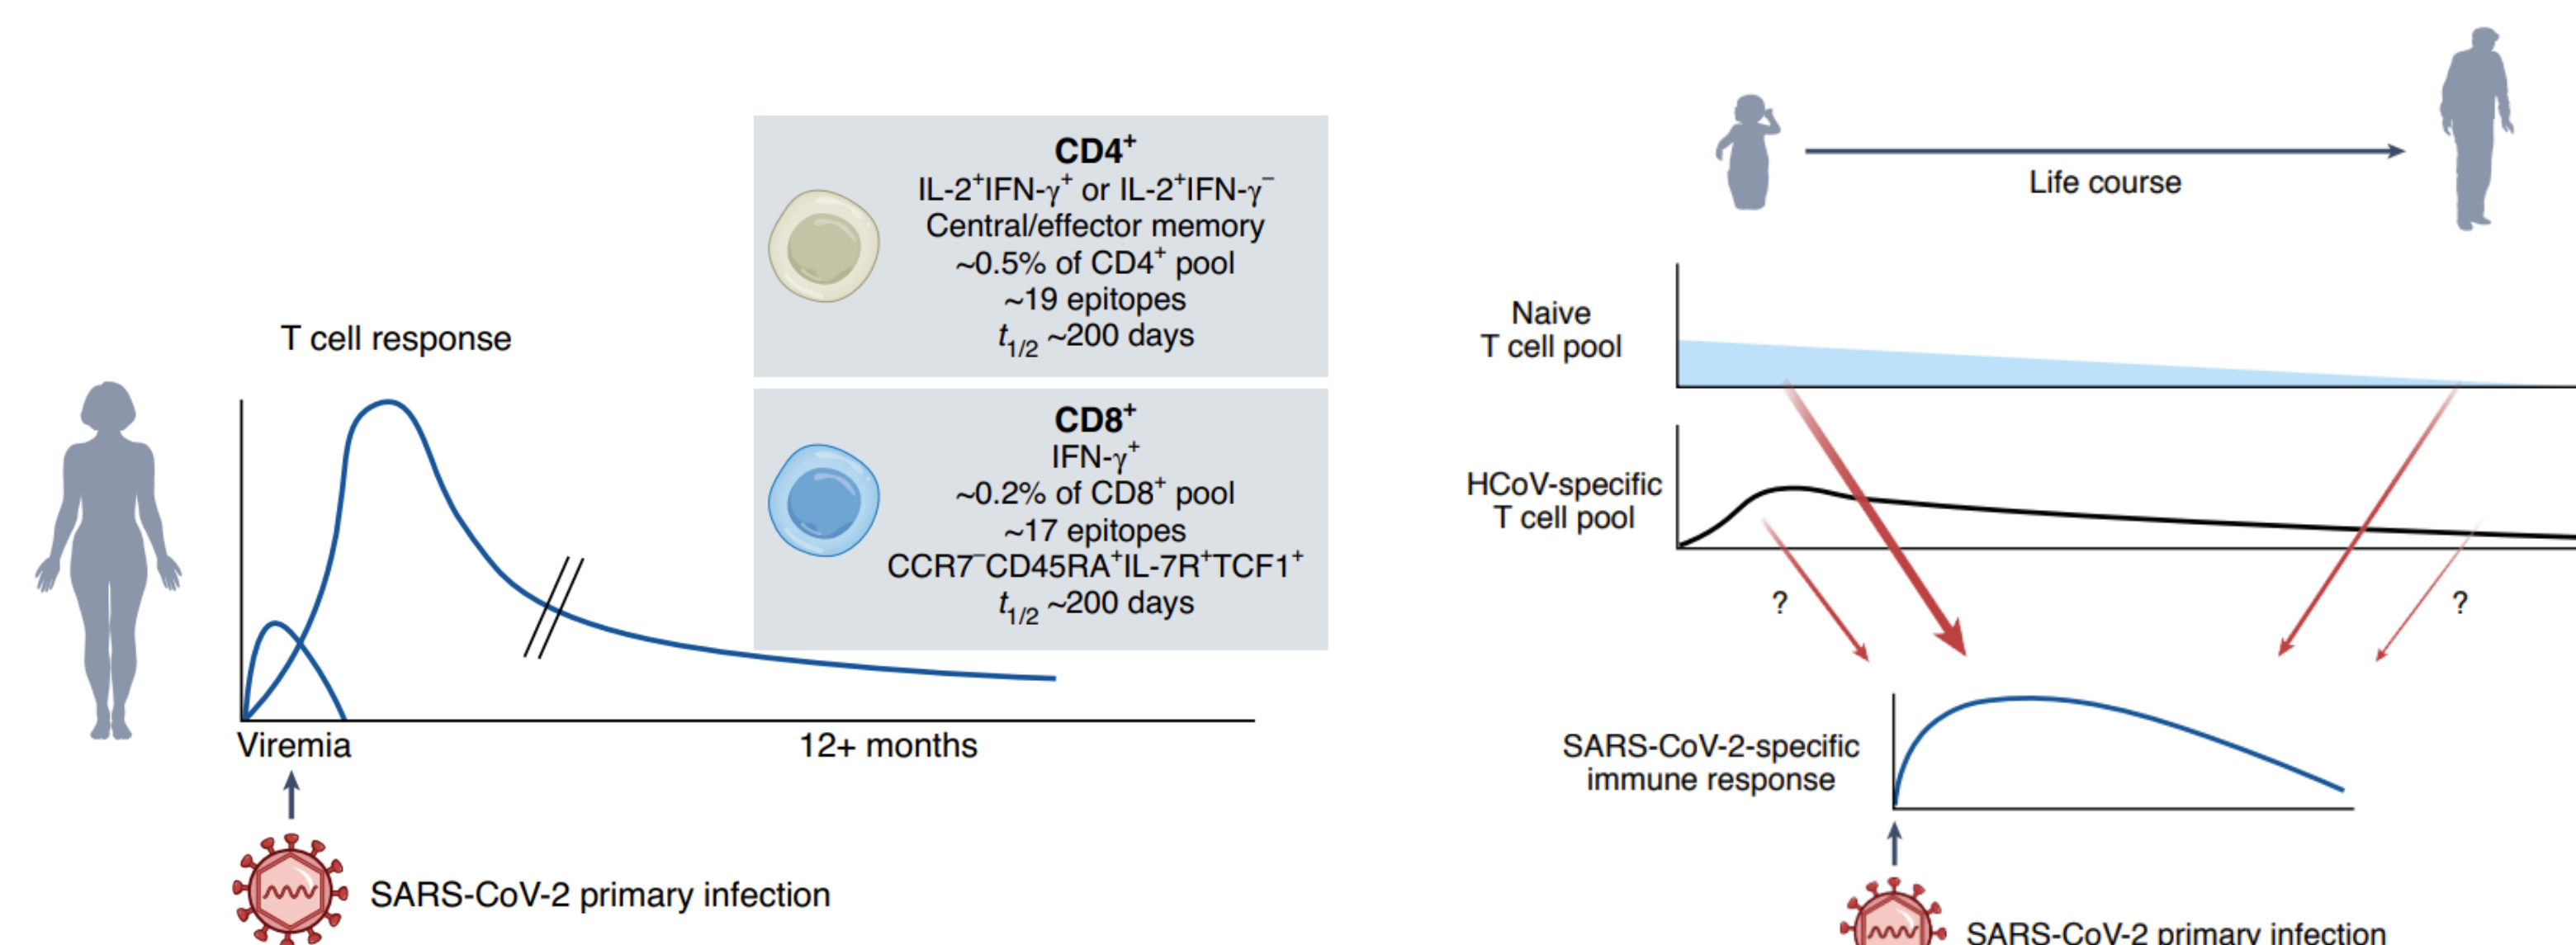 T cell response
CD4⁺
IL-2⁺IFN-γ⁺ or IL-2⁺IFN-γ⁻
Central/effector memory
~0.5% of CD4⁺ pool
~19 epitopes
t₁/₂ ~200 days
CD8⁺
IFN-γ⁺
~0.2% of CD8⁺ pool
~17 epitopes
CCR7⁻CD45RA⁺IL-7R⁺TCF1⁺
t₁/₂ ~200 days
Viremia
12+ months
SARS-CoV-2 primary infection
Life course
Naive
T cell pool
HCoV-specific
T cell pool
?
?
SARS-CoV-2-specific
immune response
SARS-CoV-2 primary infection